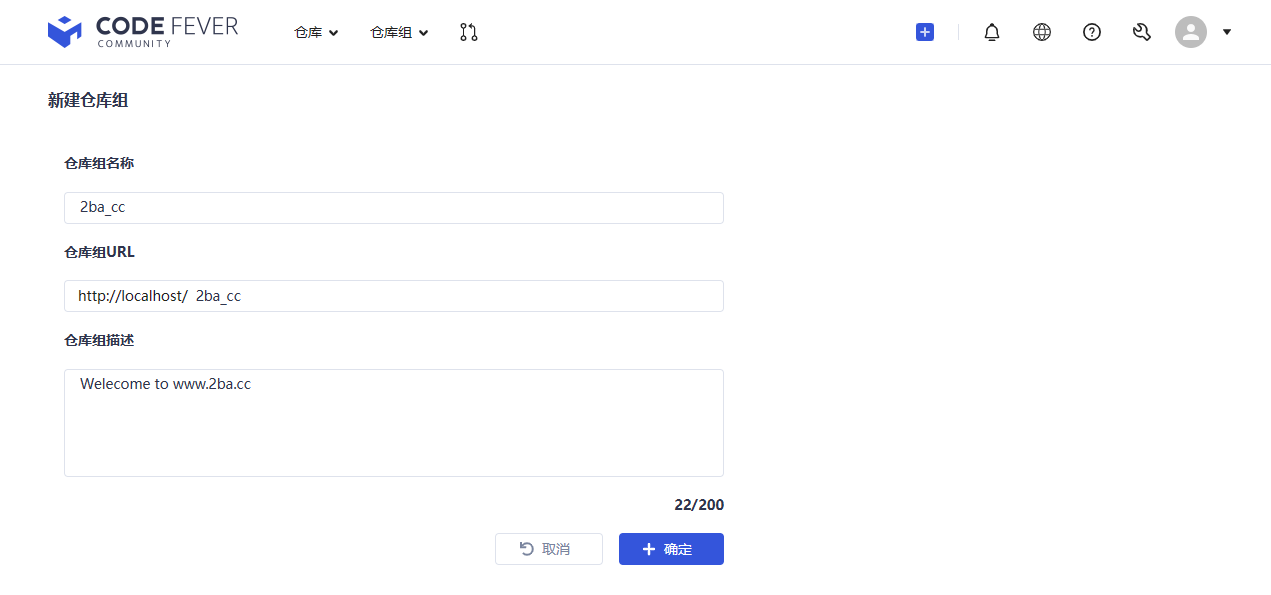 CODE FEVER
COMMUNITY
仓库
仓库组
新建仓库组
仓库组名称
2ba_cc
仓库组URL
http://localhost/ 2ba_cc
仓库组描述
Welecome to www.2ba.cc
22/200
取消
确定